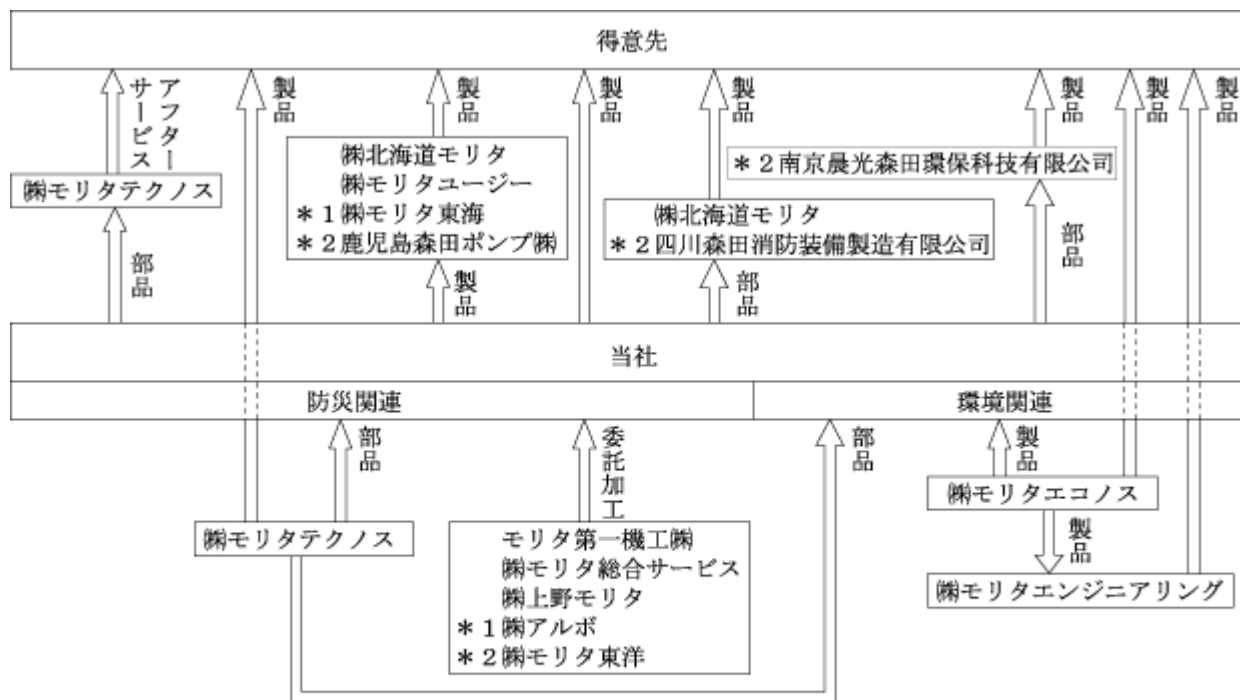 得意先
アフターサービス
製品
製品
製品
製品
製品
製品
製品
㈱モリタテクノス
㈱北海道モリタ
㈱モリタユージー
＊1㈱モリタ東海
＊2鹿児島森田ポンプ㈱
㈱北海道モリタ
＊2四川森田消防装備製造有限公司
＊2南京晨光森田環保科技有限公司
部品
製品
部品
部品
当社
防災関連
環境関連
部品
委託加工
部品
製品
㈱モリタテクノス
モリタ第一機工㈱
㈱モリタ総合サービス
㈱上野モリタ
＊1㈱アルボ
＊2㈱モリタ東洋
㈱モリタエコノス
製品
㈱モリタエンジニアリング